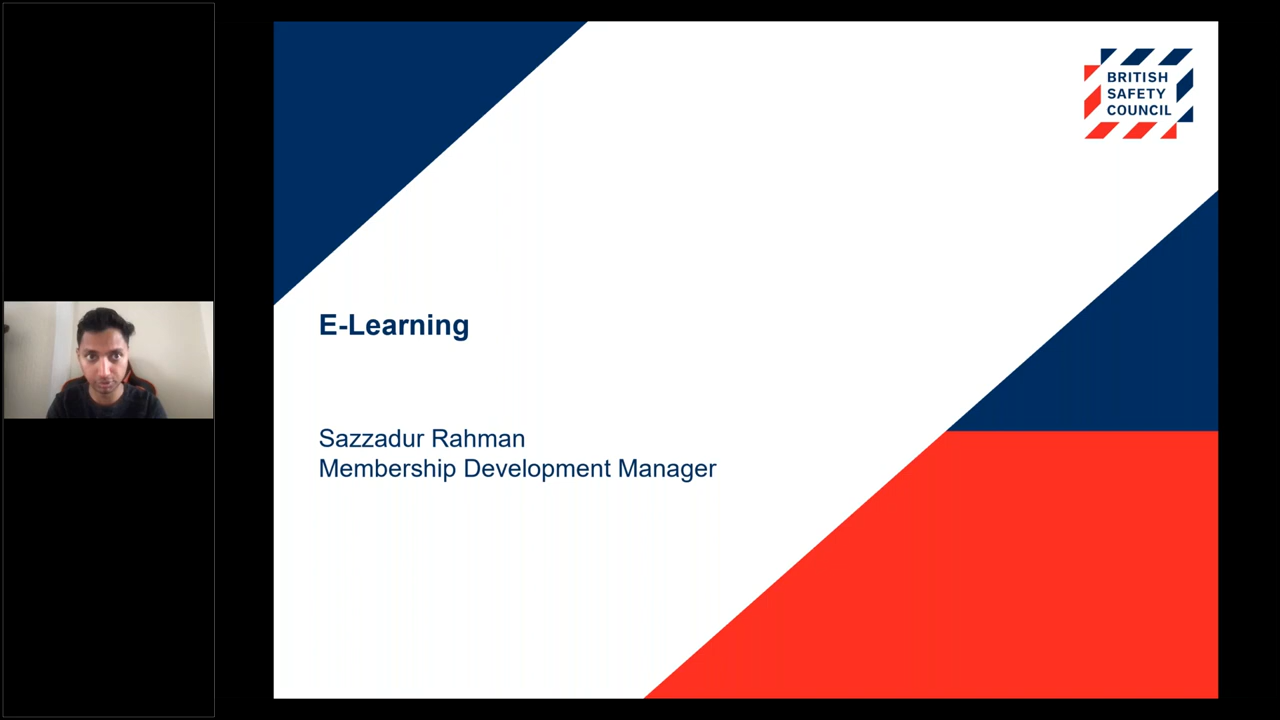 BRITISH
SAFETY
COUNCIL
E-Learning
Sazzadur Rahman
Membership Development Manager